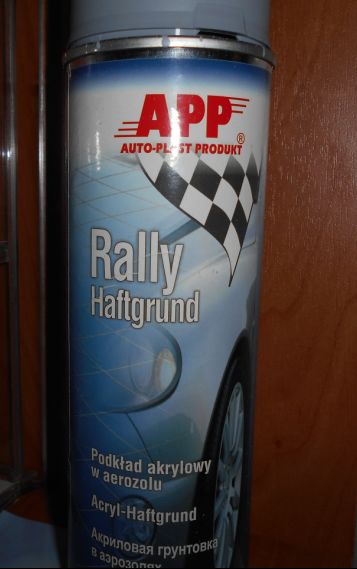 APP
®
AUTO-PLAST PRODUKT
Rally
Haftgrund
Podkład akrylowy
w aerozolu
Acryl-Haftgrund
Акриловая грунтовка
в аэрозолях